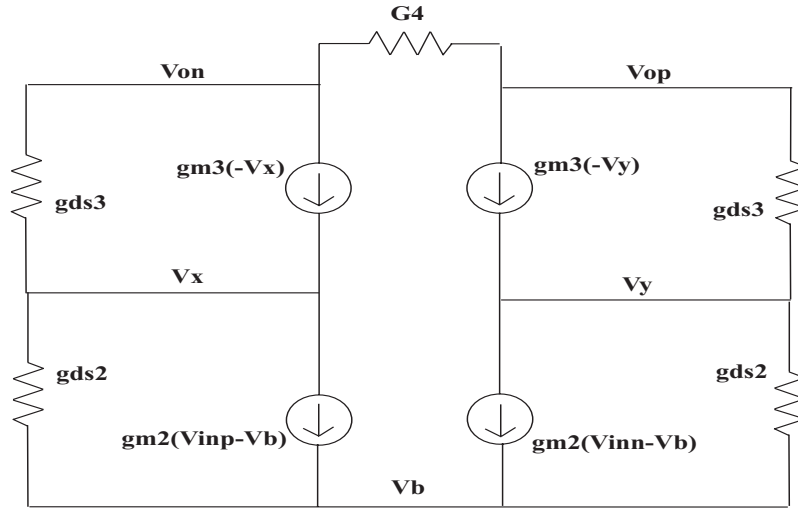 G4
Von
Vop
gm3(-Vx)
gm3(-Vy)
gds3
gds3
Vx
Vy
gds2
gds2
gm2(Vinp-Vb)
gm2(Vinn-Vb)
Vb